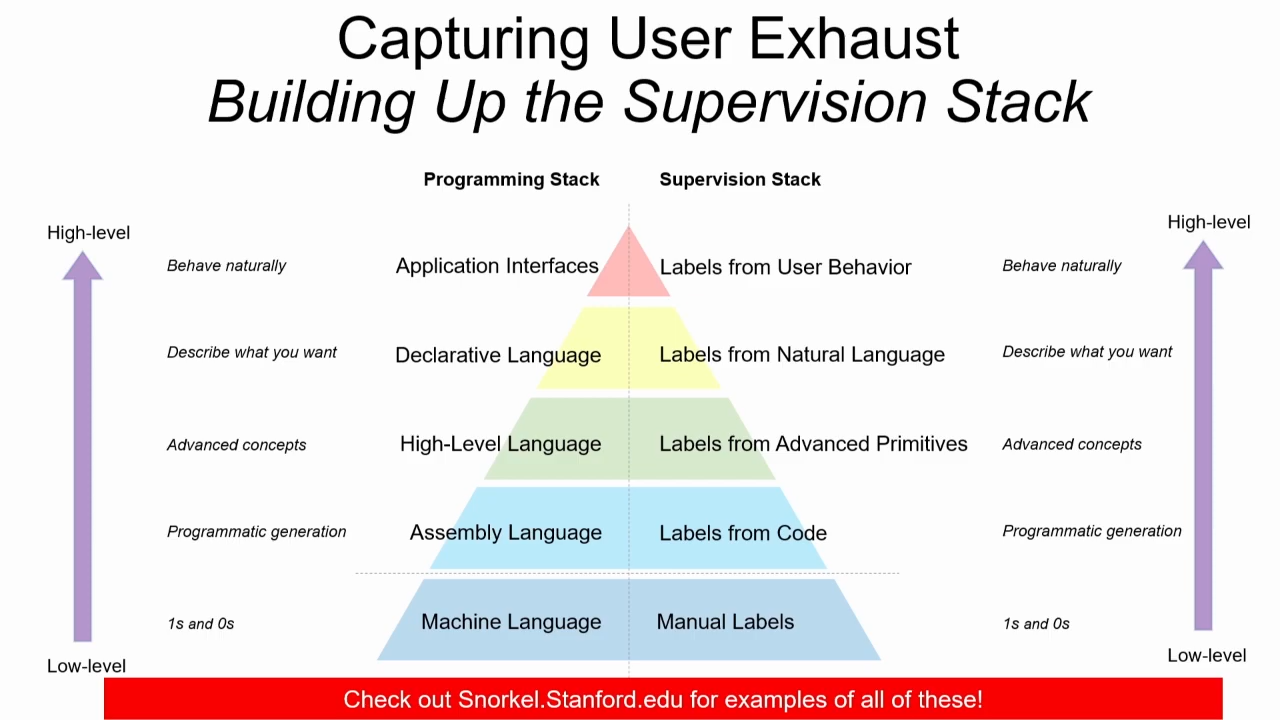 Capturing User Exhaust
Building Up the Supervision Stack
Programming Stack Supervision Stack
High-level High-level
Behave naturally Application Interfaces Labels from User Behavior Behave naturally
Describe what you want Declarative Language Labels from Natural Language Describe what you want
Advanced concepts High-Level Language Labels from Advanced Primitives Advanced concepts
Programmatic generation Assembly Language Labels from Code Programmatic generation
1s and 0s Machine Language Manual Labels 1s and 0s
Low-level Low-level
Check out Snorkel.Stanford.edu for examples of all of these!